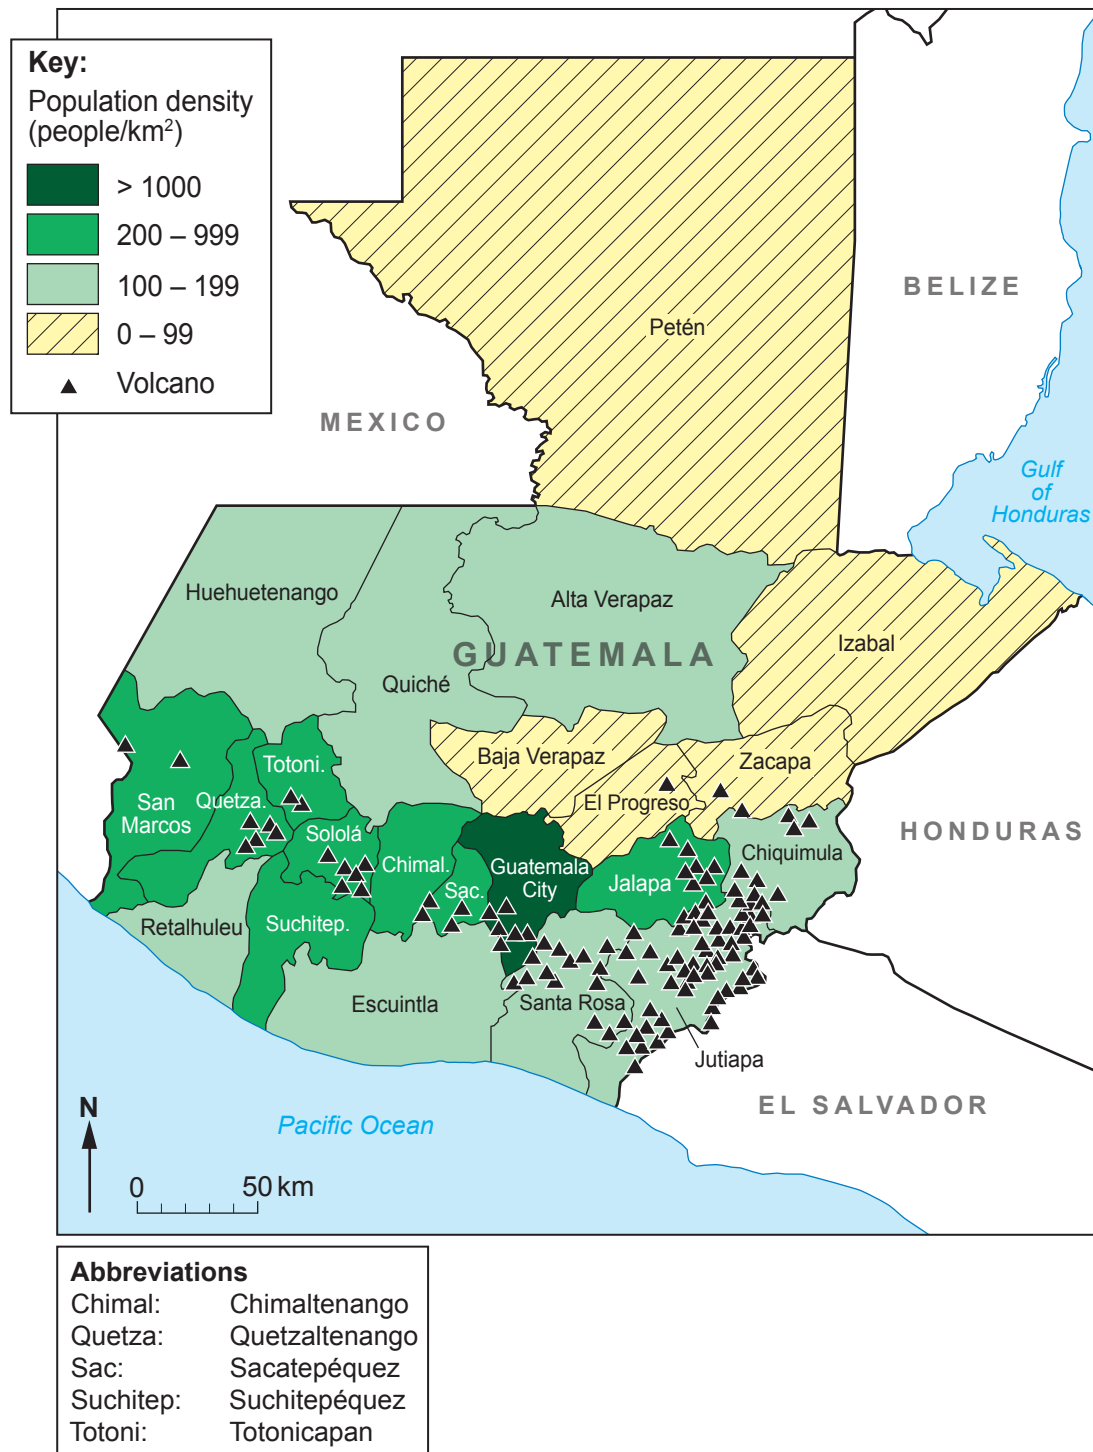 Key:
Population density
(people/km²)
> 1000
200 – 999
100 – 199
0 – 99
Volcano
BELIZE
Petén
MEXICO
Gulf
of
Honduras
Huehuetenango
Alta Verapaz
GUATEMALA
Izabal
Quiché
Baja Verapaz
Zacapa
Totoni.
El Progreso
San
Marcos
Quetza.
Sololá
HONDURAS
Chimal.
Guatemala
City
Chiquimula
Jalapa
Sac.
Retalhuleu
Suchitep.
Escuintla
Santa Rosa
Jutiapa
EL SALVADOR
N
Pacific Ocean
0 50 km
Abbreviations
Chimal: Chimaltenango
Quetza: Quetzaltenango
Sac: Sacatepéquez
Suchitep: Suchitepéquez
Totoni: Totonicapan